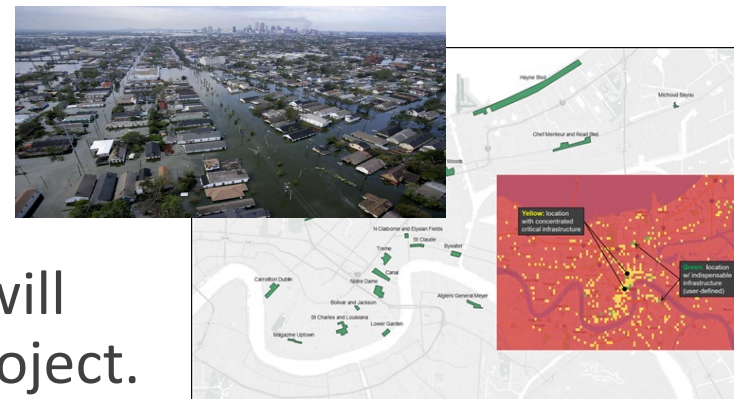 Hayne Blvd
Michoud Bayou
Chef Menteur and Read Blvd
Woods
Yellow: location
with concentrated
critical infrastructure
Green: location
w/ indispensable
infrastructure
(user-defined)
N Claiborne and Elysian Fields
St Claude
Bywater
Treme
Canal
Carrollton Dublin
Notre Dame
Algiers General Meyer
Bolivar and Jackson
St Charles and Louisiana
Lower Garden
Magazine Uptown
will
oject.